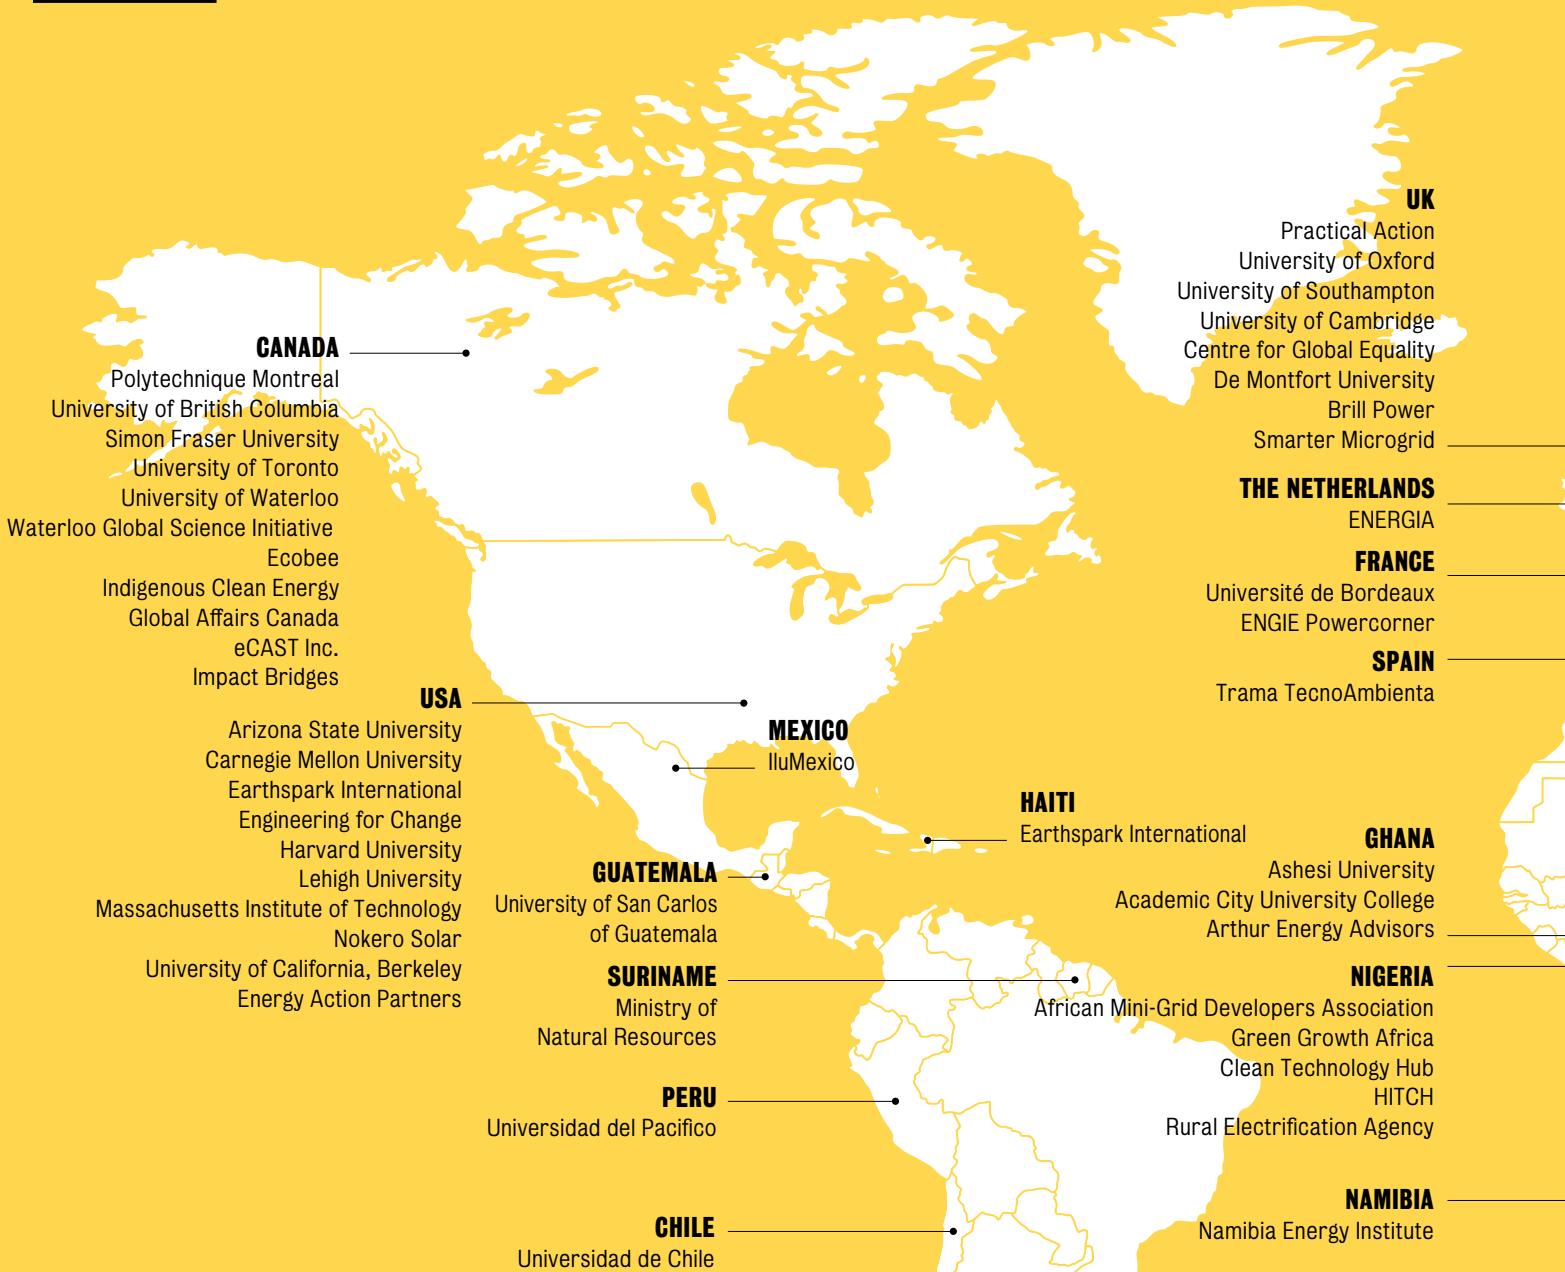 CANADA
Polytechnique Montreal
University of British Columbia
Simon Fraser University
University of Toronto
University of Waterloo
Waterloo Global Science Initiative
Ecobee
Indigenous Clean Energy
Global Affairs Canada
eCAST Inc.
Impact Bridges
USA
Arizona State University
Carnegie Mellon University
Earthspark International
Engineering for Change
Harvard University
Lehigh University
Massachusetts Institute of Technology
Nokero Solar
University of California, Berkeley
Energy Action Partners
MEXICO
IluMexico
HAITI
Earthspark International
GUATEMALA
University of San Carlos
of Guatemala
SURINAME
Ministry of
Natural Resources
PERU
Universidad del Pacifico
CHILE
Universidad de Chile
UK
Practical Action
University of Oxford
University of Southampton
University of Cambridge
Centre for Global Equality
De Montfort University
Brill Power
Smarter Microgrid
THE NETHERLANDS
ENERGIA
FRANCE
Université de Bordeaux
ENGIE Powercorner
SPAIN
Trama TecnoAmbienta
GHANA
Ashesi University
Academic City University College
Arthur Energy Advisors
NIGERIA
African Mini-Grid Developers Association
Green Growth Africa
Clean Technology Hub
HITCH
Rural Electrification Agency
NAMIBIA
Namibia Energy Institute